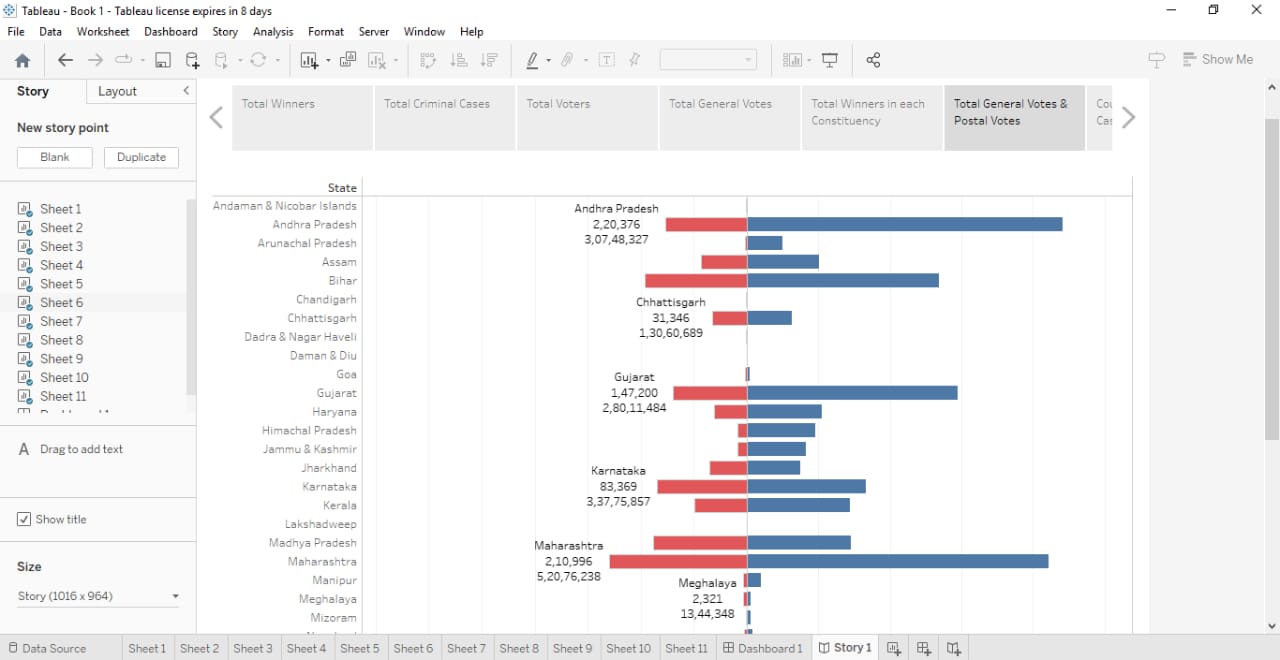 Tableau - Book 1 - Tableau license expires in 8 days
File Data Worksheet Dashboard Story Analysis Format Server Window Help
Show Me
Story Layout
New story point
Blank Duplicate
Sheet 1
Sheet 2
Sheet 3
Sheet 4
Sheet 5
Sheet 6
Sheet 7
Sheet 8
Sheet 9
Sheet 10
Sheet 11
A Drag to add text
Show title
Size
Story (1016 x 964)
Total Winners
Total Criminal Cases
Total Voters
Total General Votes
Total Winners in each
Constituency
Total General Votes &
Postal Votes
State
Andaman & Nicobar Islands
Andhra Pradesh
Arunachal Pradesh
Assam
Bihar
Chandigarh
Chhattisgarh
Dadra & Nagar Haveli
Daman & Diu
Goa
Gujarat
Haryana
Himachal Pradesh
Jammu & Kashmir
Jharkhand
Karnataka
Kerala
Lakshadweep
Madhya Pradesh
Maharashtra
Manipur
Meghalaya
Mizoram
Andhra Pradesh
2,20,376
3,07,48,327
Chhattisgarh
31,346
1,30,60,689
Gujarat
1,47,200
2,80,11,484
Karnataka
83,369
3,37,75,857
Maharashtra
2,10,996
5,20,76,238
Meghalaya
2,321
13,44,348
Data Source Sheet 1 Sheet 2 Sheet 3 Sheet 4 Sheet 5 Sheet 6 Sheet 7 Sheet 8 Sheet 9 Sheet 10 Sheet 11 Dashboard 1 Story 1